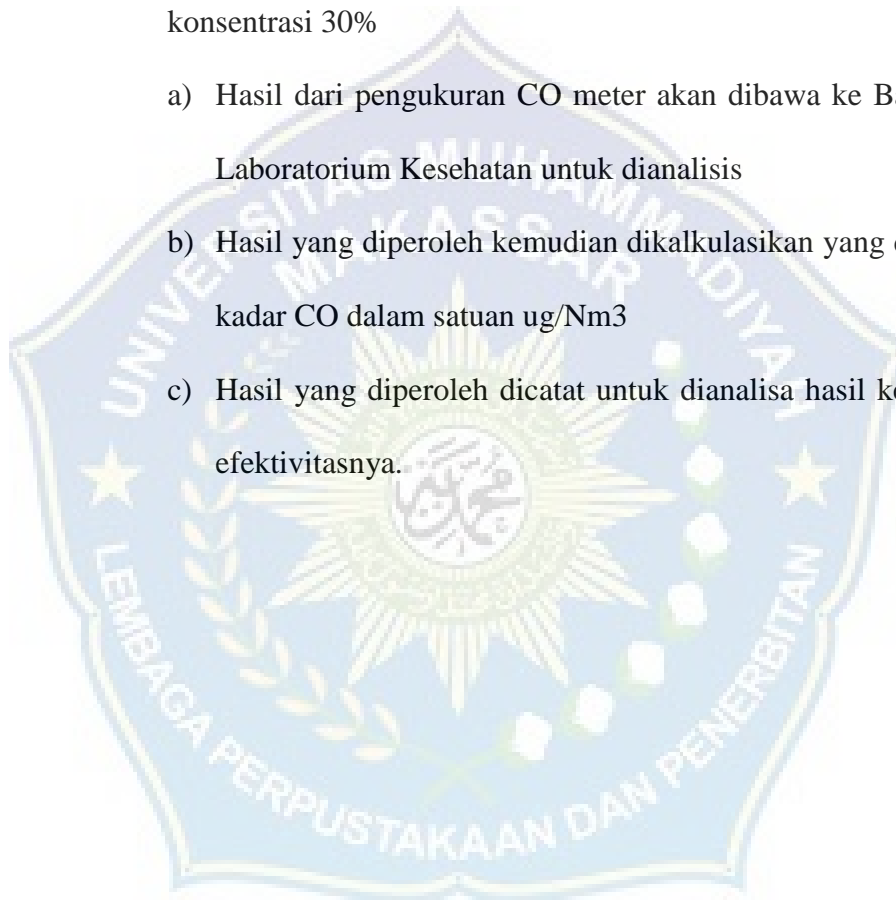 konsentrasi 30%
a) Hasil dari pengukuran CO meter akan dibawa ke
Laboratorium Kesehatan untuk dianalisis
b) Hasil yang diperoleh kemudian dikalkulasikan yang
kadar CO dalam satuan ug/Nm3
c) Hasil yang diperoleh dicatat untuk dianalisa hasil
efektivitasnya.
UNIVERSITAS MUHAMMADIYAH
MAKASSAR
LEMBAGA PERPUSTAKAAN DAN PENERBITAN